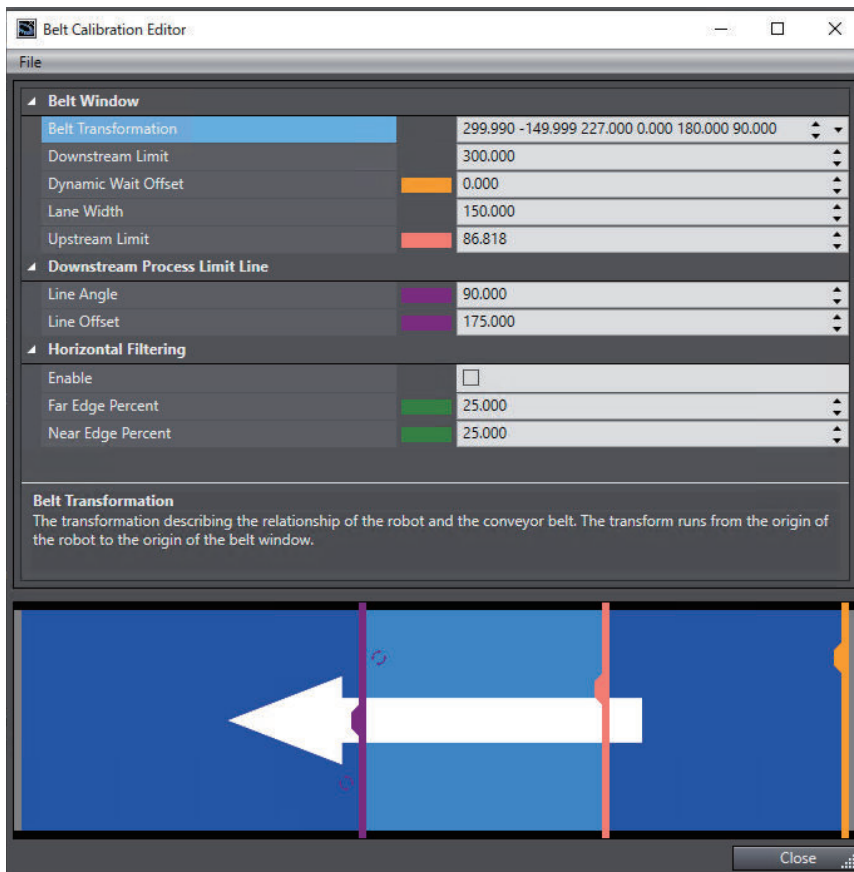 Belt Calibration Editor
File
Belt Window
Belt Transformation 299.990 -149.999 227.000 0.000 180.000 90.000
Downstream Limit 300.000
Dynamic Wait Offset 0.000
Lane Width 150.000
Upstream Limit 86.818
Downstream Process Limit Line
Line Angle 90.000
Line Offset 175.000
Horizontal Filtering
Enable
Far Edge Percent 25.000
Near Edge Percent 25.000
Belt Transformation
The transformation describing the relationship of the robot and the conveyor belt. The transform runs from the origin of
the robot to the origin of the belt window.
Close